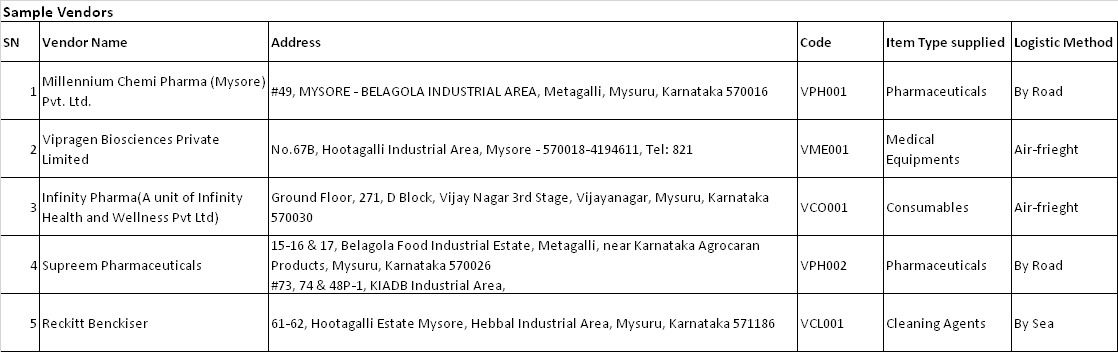 Sample Vendors
SN Vendor Name Address Code Item Type supplied Logistic Method
1 Millennium Chemi Pharma (Mysore)
Pvt. Ltd. #49, MYSORE - BELAGOLA INDUSTRIAL AREA, Metagalli, Mysuru, Karnataka 570016 VPH001 Pharmaceuticals By Road
2 Vipragen Biosciences Private
Limited No.67B, Hootagalli Industrial Area, Mysore - 570018-4194611, Tel: 821 VME001 Medical
Equipments Air-frieght
3 Infinity Pharma(A unit of Infinity
Health and Wellness Pvt Ltd) Ground Floor, 271, D Block, Vijay Nagar 3rd Stage, Vijayanagar, Mysuru, Karnataka
570030 VCO001 Consumables Air-frieght
4 Supreem Pharmaceuticals 15-16 & 17, Belagola Food Industrial Estate, Metagalli, near Karnataka Agrocaran
Products, Mysuru, Karnataka 570026
#73, 74 & 48P-1, KIADB Industrial Area, VPH002 Pharmaceuticals By Road
5 Reckitt Benckiser 61-62, Hootagalli Estate Mysore, Hebbal Industrial Area, Mysuru, Karnataka 571186 VCL001 Cleaning Agents By Sea